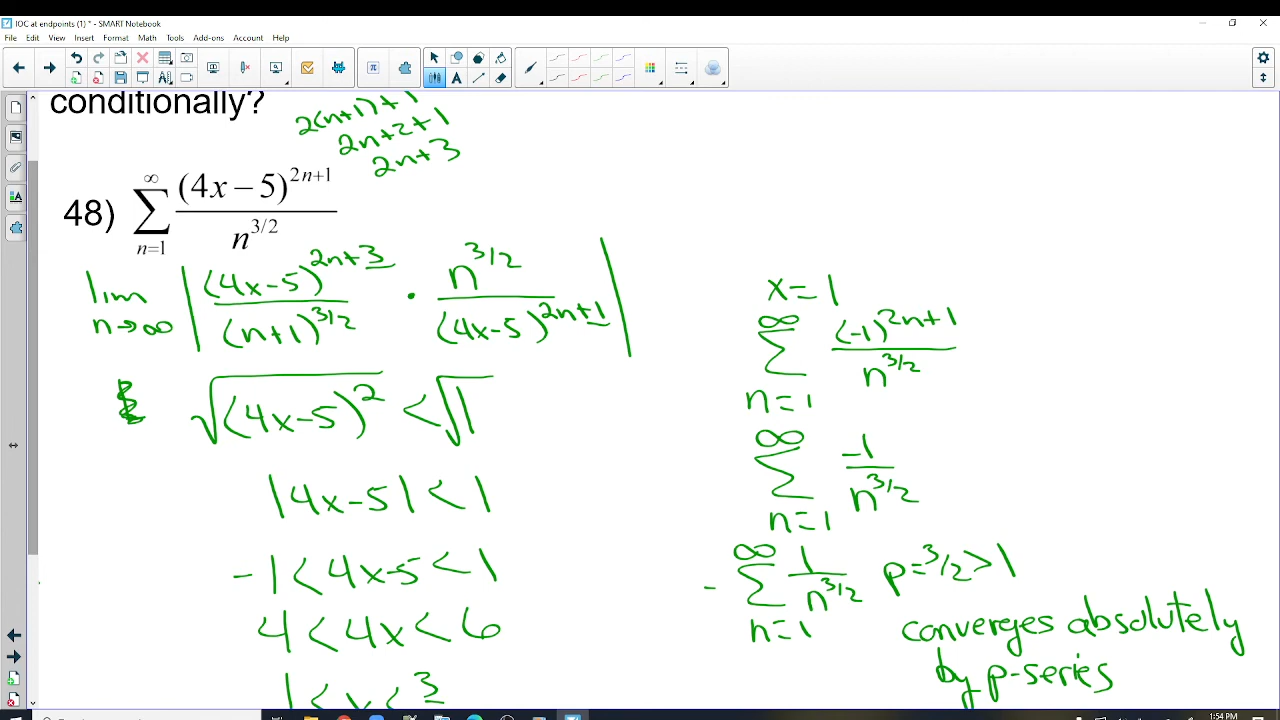 IOC at endpoints (1) * - SMART Notebook
File Edit View Insert Format Math Tools Add-ons Account Help
conditionally?
2(n+1)+1
2n+2+1
2n+3
48) ∑_{n=1}^{∞} (4x−5)^{2n+1} / n^{3/2}
lim_{n→∞} | (4x-5)^{2n+3} / (n+1)^{3/2} · n^{3/2} / (4x-5)^{2n+1} |
√(4x-5)^2 < √1
|4x-5| < 1
-1 < 4x-5 < 1
4 < 4x < 6
1 < x < 3
x = 1
∑_{n=1}^{∞} (-1)^{2n+1} / n^{3/2}
∑_{n=1}^{∞} -1 / n^{3/2}
- ∑_{n=1}^{∞} 1 / n^{3/2} p = 3/2 > 1
converges absolutely
by p-series
1:54 PM